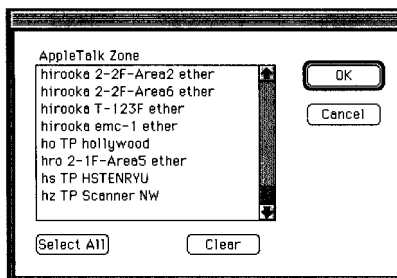 AppleTalk Zone
hirooka 2-2F-Area2 ether
hirooka 2-2F-Area6 ether
hirooka T-123F ether
hirooka emc-1 ether
ho TP hollywood
hro 2-1F-Area5 ether
hs TP HSTENRYU
hz TP Scanner NW
OK
Cancel
Select All
Clear